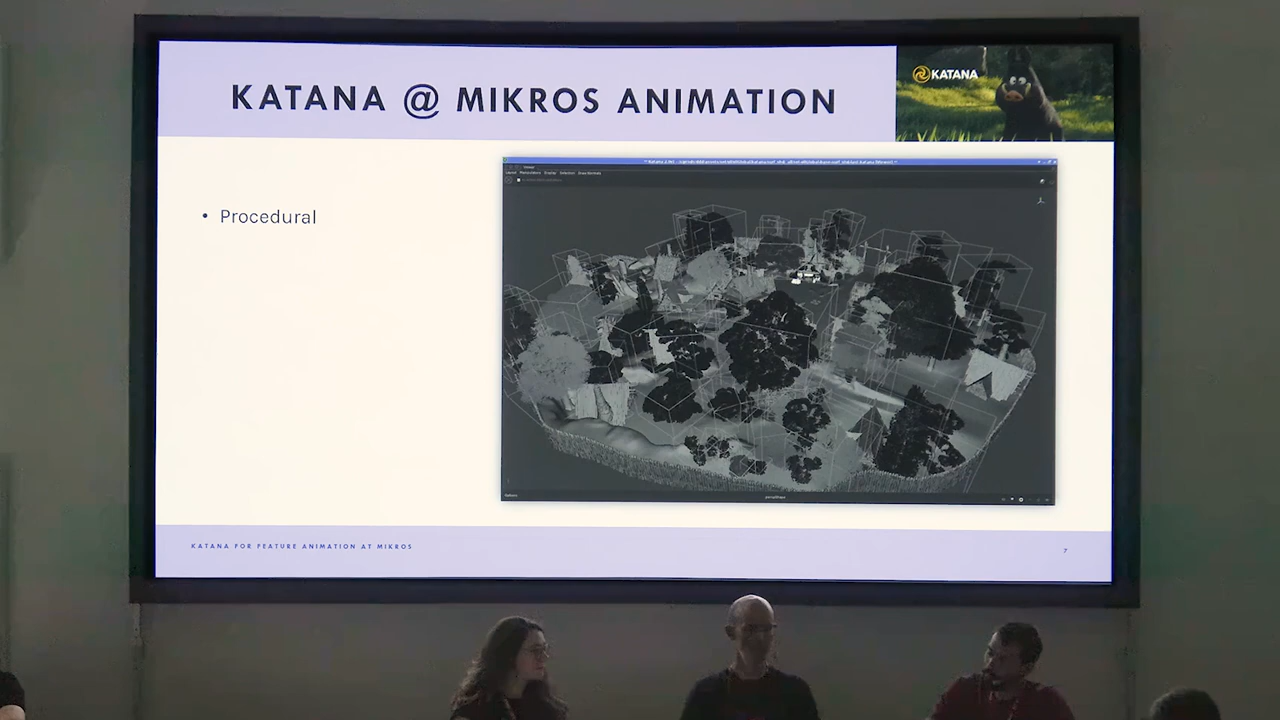 KATANA @ MIKROS ANIMATION
KATANA
• Procedural
KATANA FOR FEATURE ANIMATION AT MIKROS
7